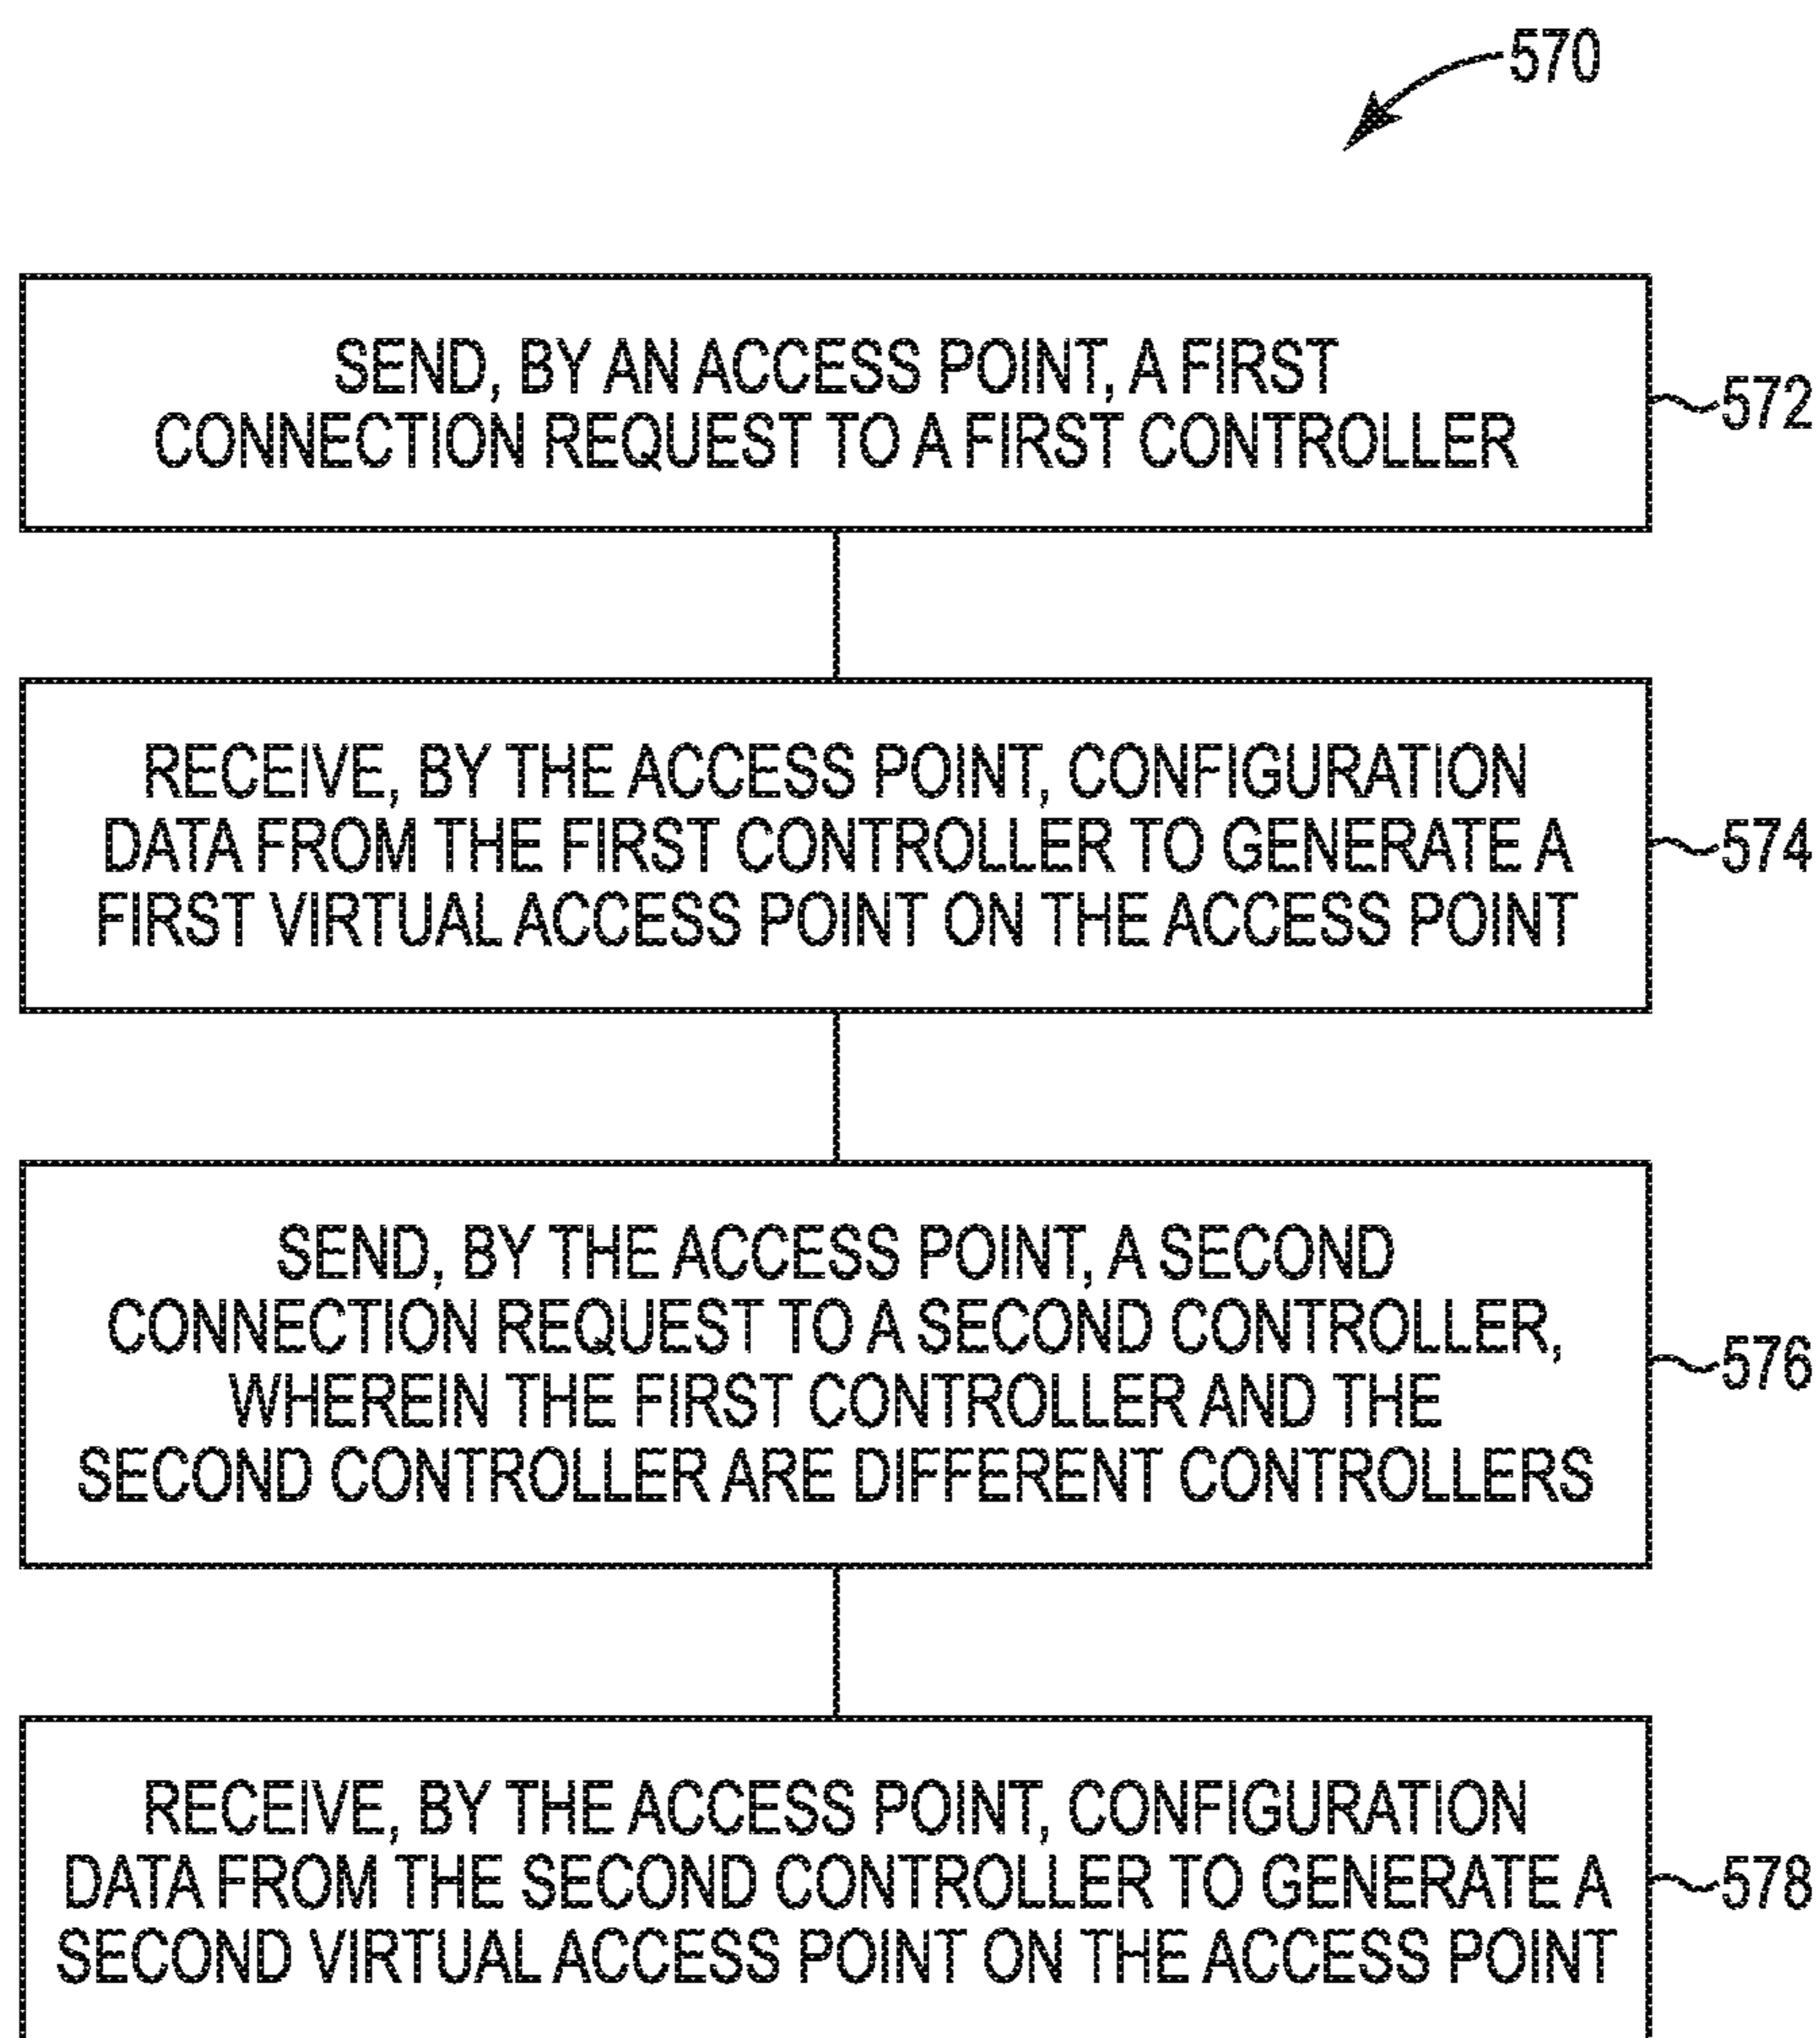 570
SEND, BY AN ACCESS POINT, A FIRST
CONNECTION REQUEST TO A FIRST CONTROLLER
572
RECEIVE, BY THE ACCESS POINT, CONFIGURATION
DATA FROM THE FIRST CONTROLLER TO GENERATE A
FIRST VIRTUAL ACCESS POINT ON THE ACCESS POINT
574
SEND, BY THE ACCESS POINT, A SECOND
CONNECTION REQUEST TO A SECOND CONTROLLER,
WHEREIN THE FIRST CONTROLLER AND THE
SECOND CONTROLLER ARE DIFFERENT CONTROLLERS
576
RECEIVE, BY THE ACCESS POINT, CONFIGURATION
DATA FROM THE SECOND CONTROLLER TO GENERATE A
SECOND VIRTUAL ACCESS POINT ON THE ACCESS POINT
578